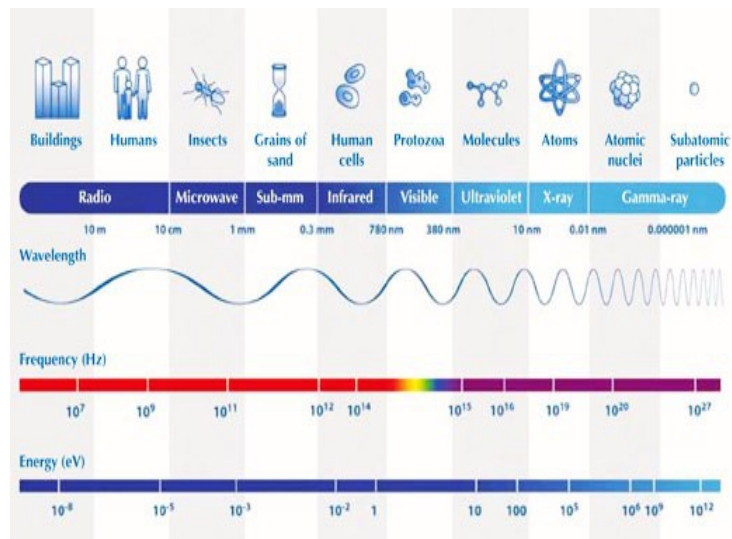 Buildings Humans Insects Grains of sand Human cells Protozoa Molecules Atoms Atomic nuclei Subatomic particles
Radio Microwave Sub-mm Infrared Visible Ultraviolet X-ray Gamma-ray
10 m 10 cm 1 mm 0.3 mm 780 nm 380 nm 10 nm 0.01 nm 0.000001 nm
Wavelength
Frequency (Hz)
10⁷ 10⁹ 10¹¹ 10¹² 10¹⁴ 10¹⁵ 10¹⁶ 10¹⁹ 10²⁰ 10²⁷
Energy (eV)
10⁻⁸ 10⁻⁵ 10⁻³ 10⁻² 1 10 100 10⁵ 10⁶ 10⁹ 10¹²